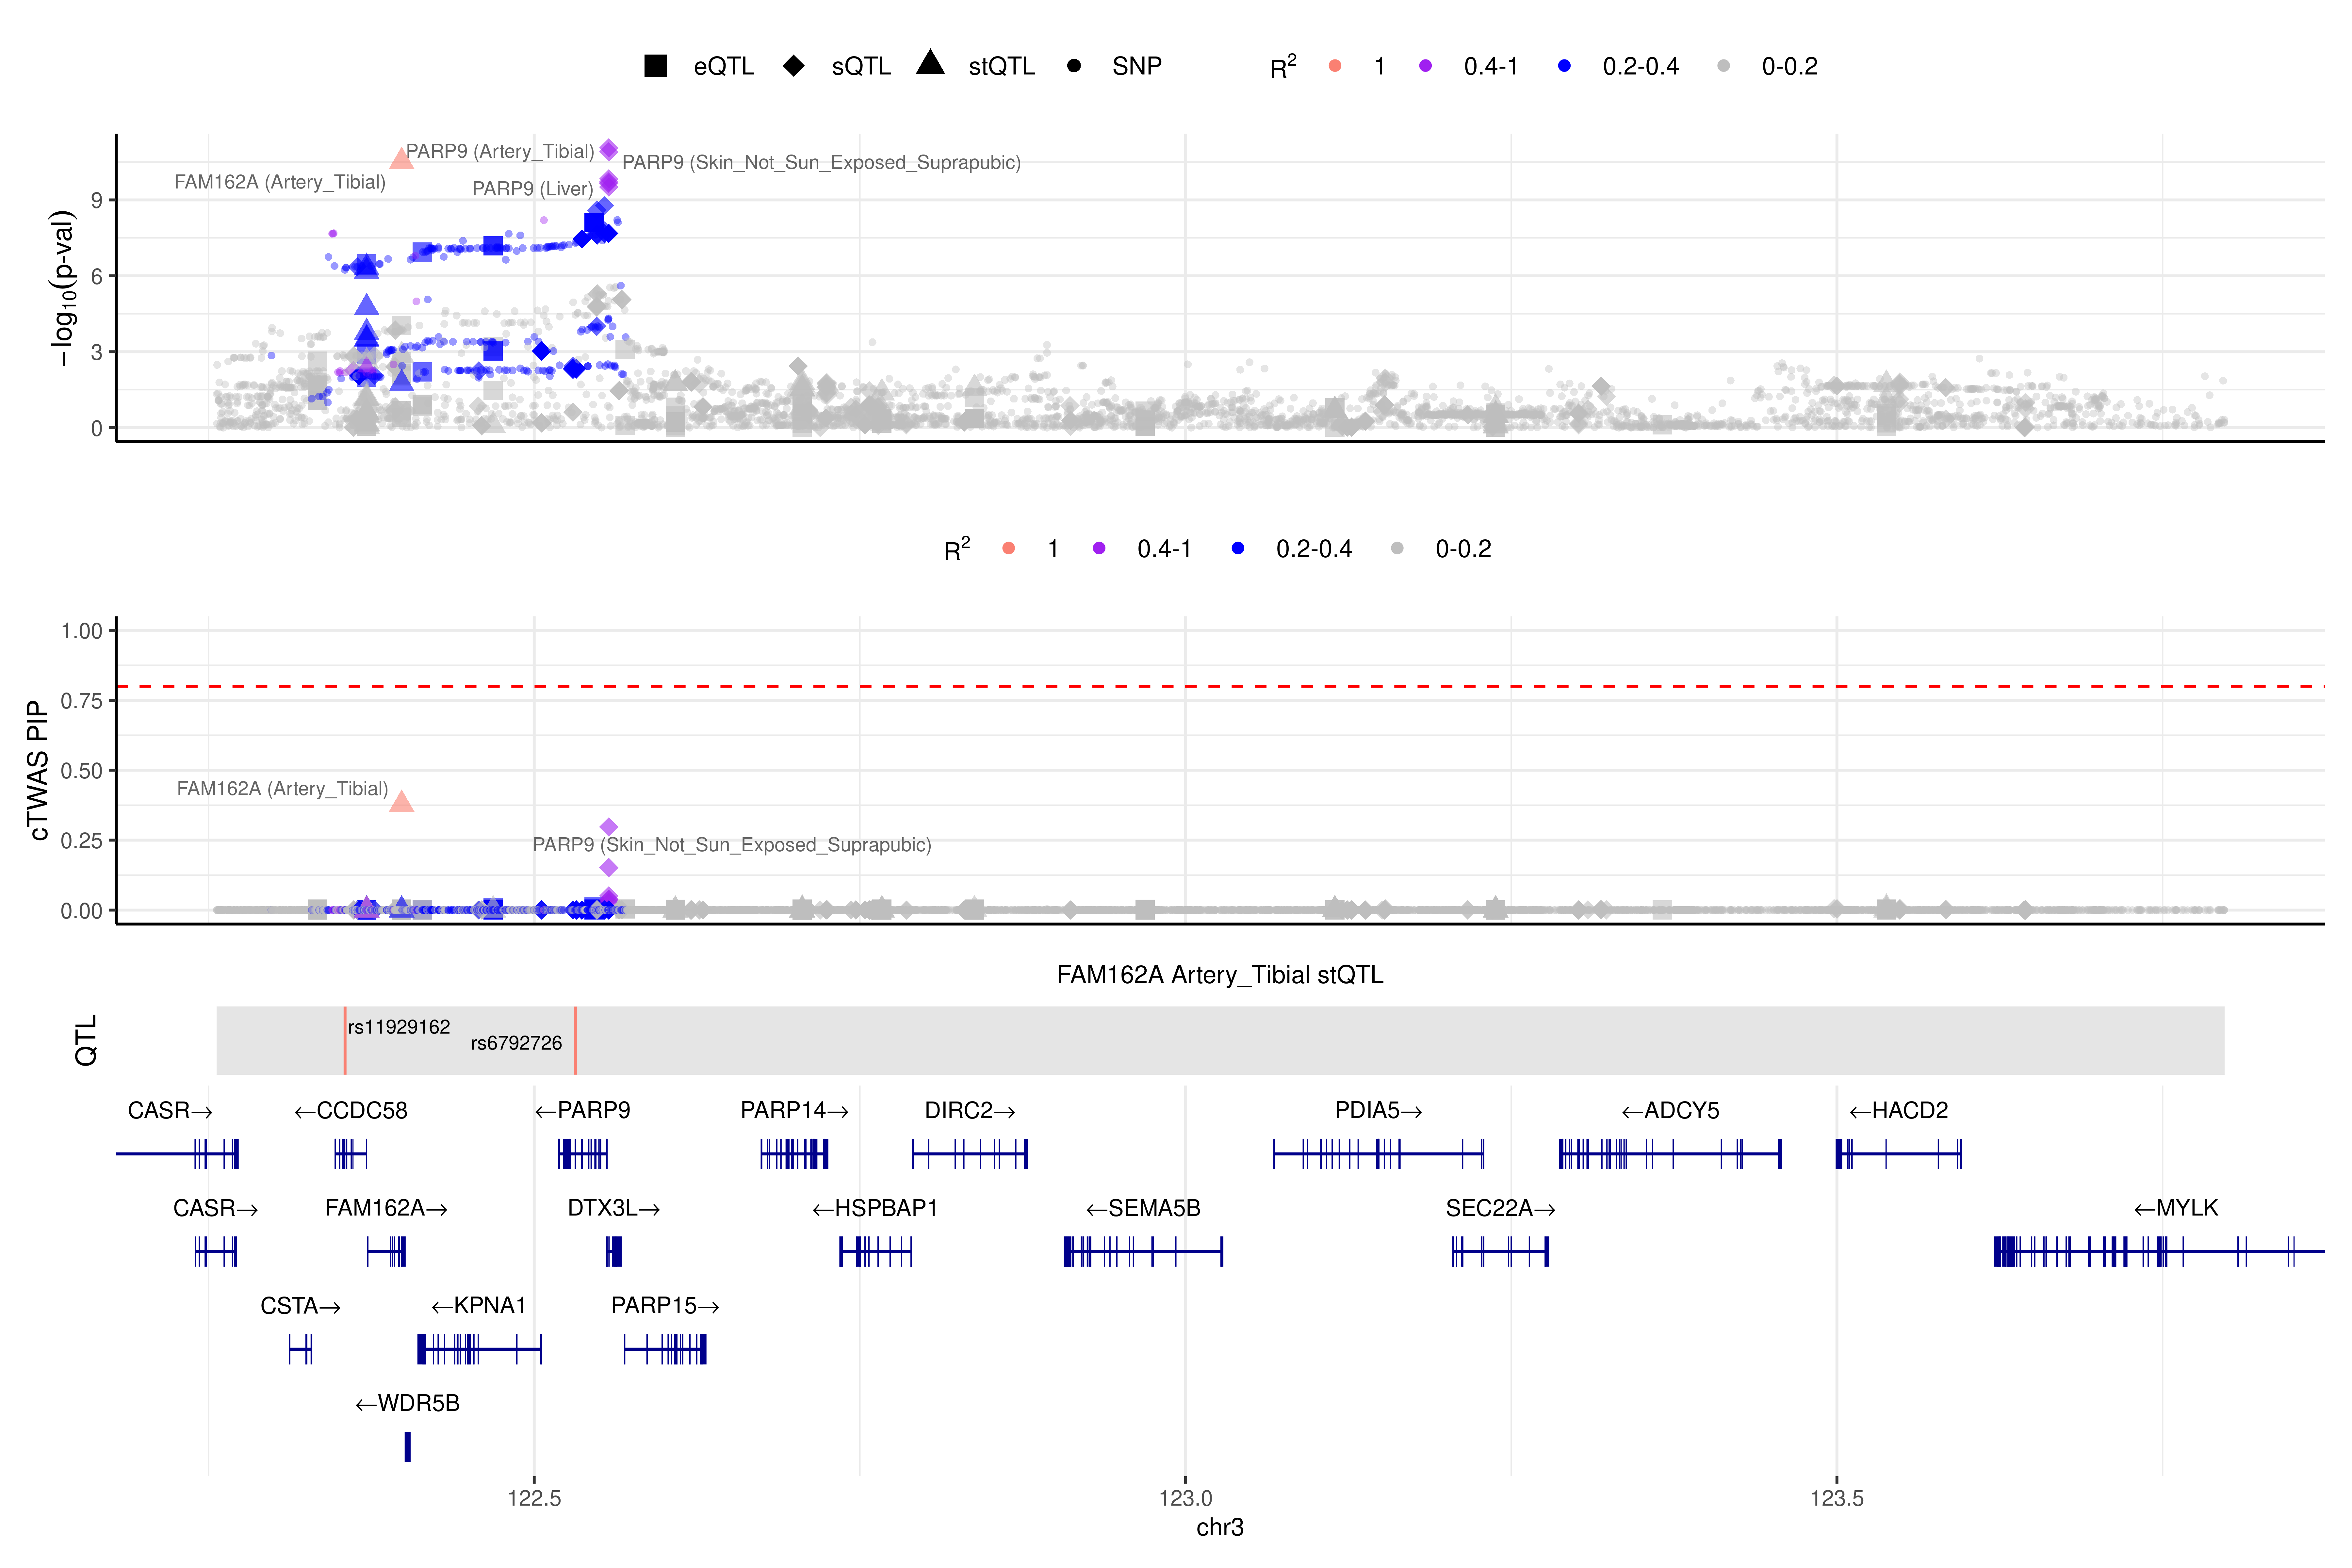 eQTL sQTL stQTL SNP R2 1 0.4-1 0.2-0.4 0-0.2
PARP9 (Artery_Tibial)
PARP9 (Skin_Not_Sun_Exposed_Suprapubic)
FAM162A (Artery_Tibial)
PARP9 (Liver)
9
6
3
0
−log10(p-val)
R2 1 0.4-1 0.2-0.4 0-0.2
1.00
0.75
0.50
0.25
0.00
cTWAS PIP
FAM162A (Artery_Tibial)
PARP9 (Skin_Not_Sun_Exposed_Suprapubic)
FAM162A Artery_Tibial stQTL
QTL
rs11929162
rs6792726
CASR→ ←CCDC58 ←PARP9 PARP14→ DIRC2→ PDIA5→ ←ADCY5 ←HACD2
CASR→ FAM162A→ DTX3L→ ←HSPBAP1 ←SEMA5B SEC22A→ ←MYLK
CSTA→ ←KPNA1 PARP15→
←WDR5B
122.5 123.0 123.5
chr3